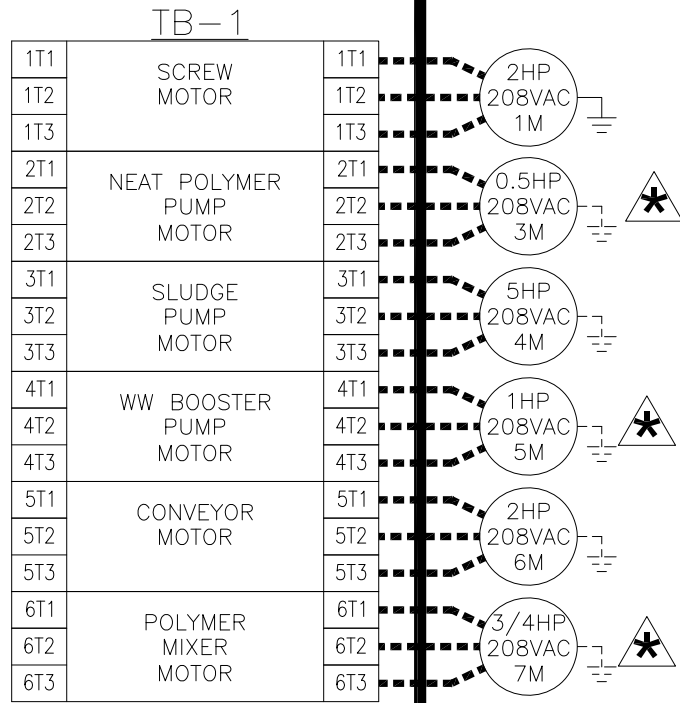 TB-1
1T1
1T2
1T3
SCREW
MOTOR
1T1
1T2
1T3
2HP
208VAC
1M
2T1
2T2
2T3
NEAT POLYMER
PUMP
MOTOR
2T1
2T2
2T3
0.5HP
208VAC
3M
*
3T1
3T2
3T3
SLUDGE
PUMP
MOTOR
3T1
3T2
3T3
5HP
208VAC
4M
4T1
4T2
4T3
WW BOOSTER
PUMP
MOTOR
4T1
4T2
4T3
1HP
208VAC
5M
*
5T1
5T2
5T3
CONVEYOR
MOTOR
5T1
5T2
5T3
2HP
208VAC
6M
6T1
6T2
6T3
POLYMER
MIXER
MOTOR
6T1
6T2
6T3
3/4HP
208VAC
7M
*